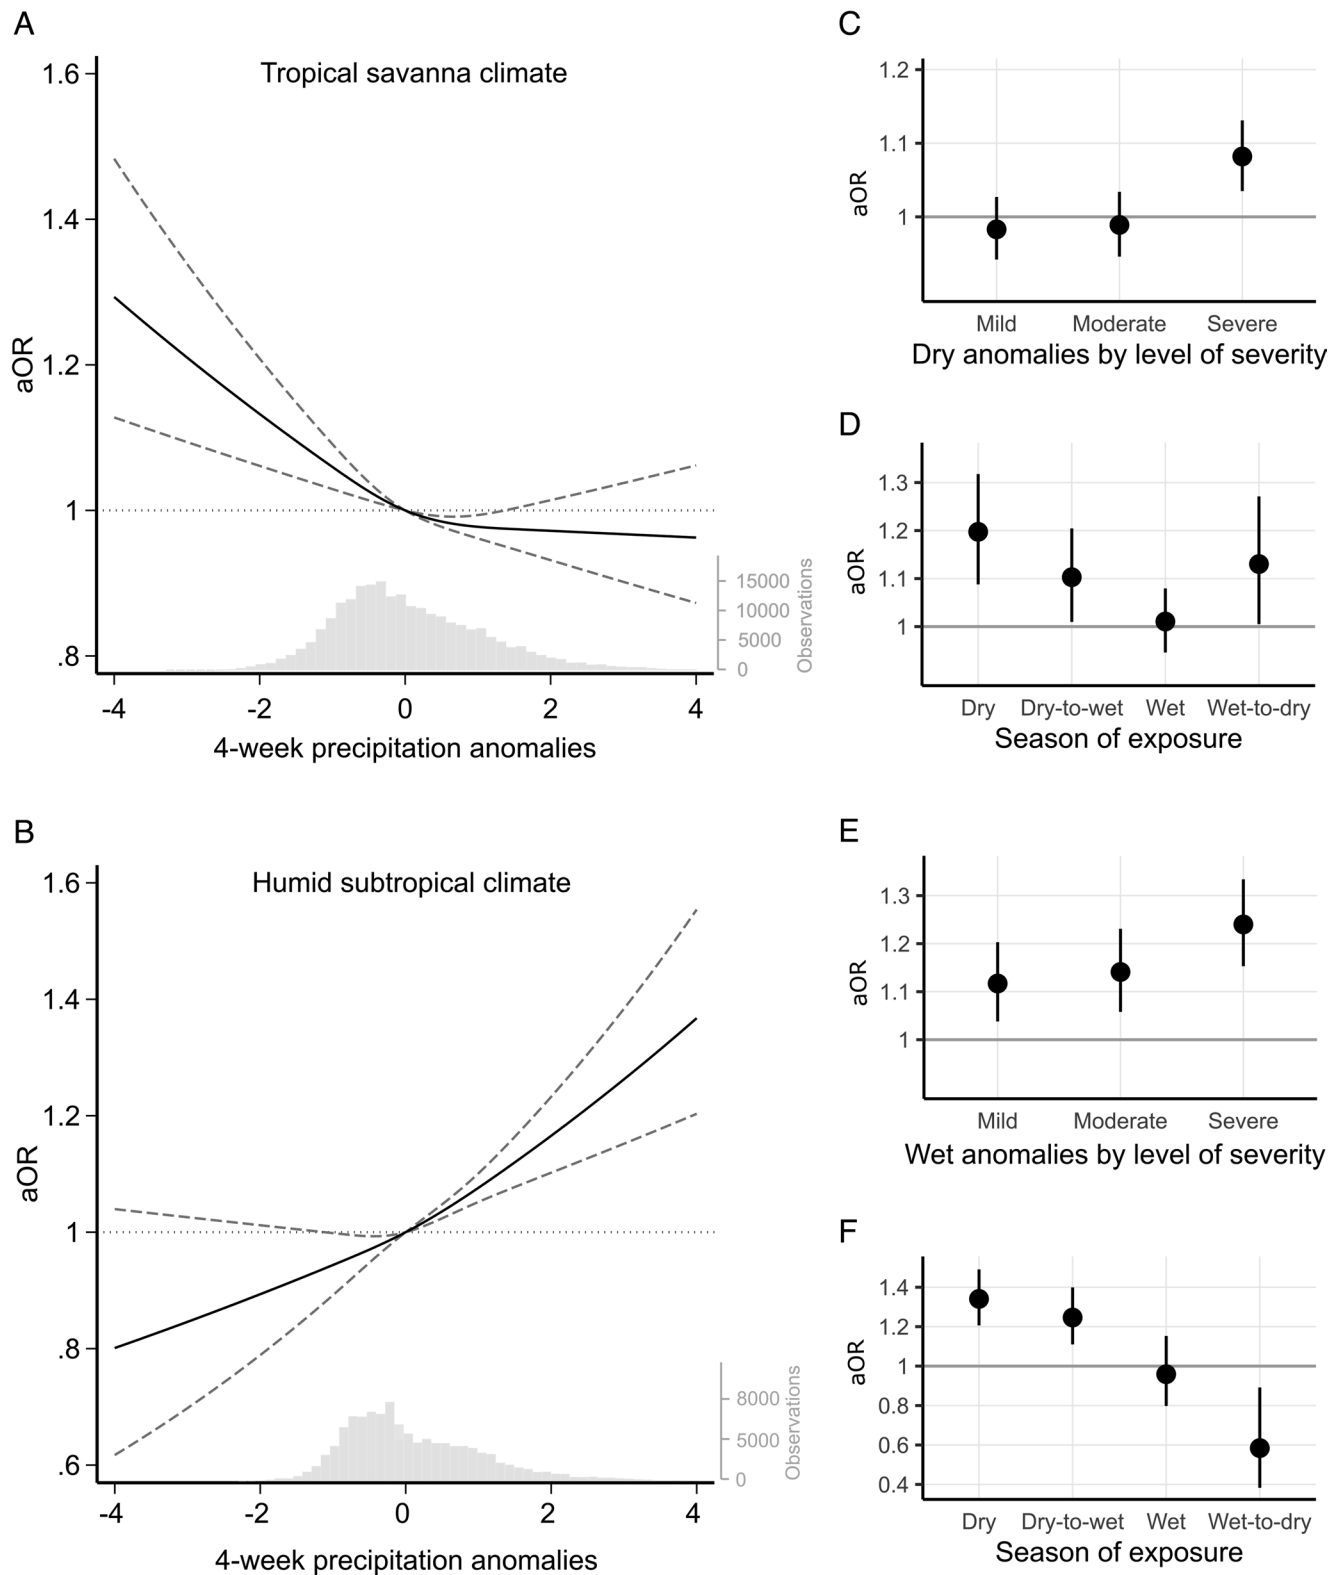 A
Tropical savanna climate
1.6
1.4
1.2
1
.8
aOR
15000
10000
5000
0
Observations
-4
-2
0
2
4
4-week precipitation anomalies
B
Humid subtropical climate
1.6
1.4
1.2
1
.8
.6
aOR
8000
5000
0
Observations
-4
-2
0
2
4
4-week precipitation anomalies
C
1.2
1.1
1
aOR
Mild Moderate Severe
Dry anomalies by level of severity
D
1.3
1.2
1.1
1
aOR
Dry Dry-to-wet Wet Wet-to-dry
Season of exposure
E
1.3
1.2
1.1
1
aOR
Mild Moderate Severe
Wet anomalies by level of severity
F
1.4
1.2
1
0.8
0.6
0.4
aOR
Dry Dry-to-wet Wet Wet-to-dry
Season of exposure